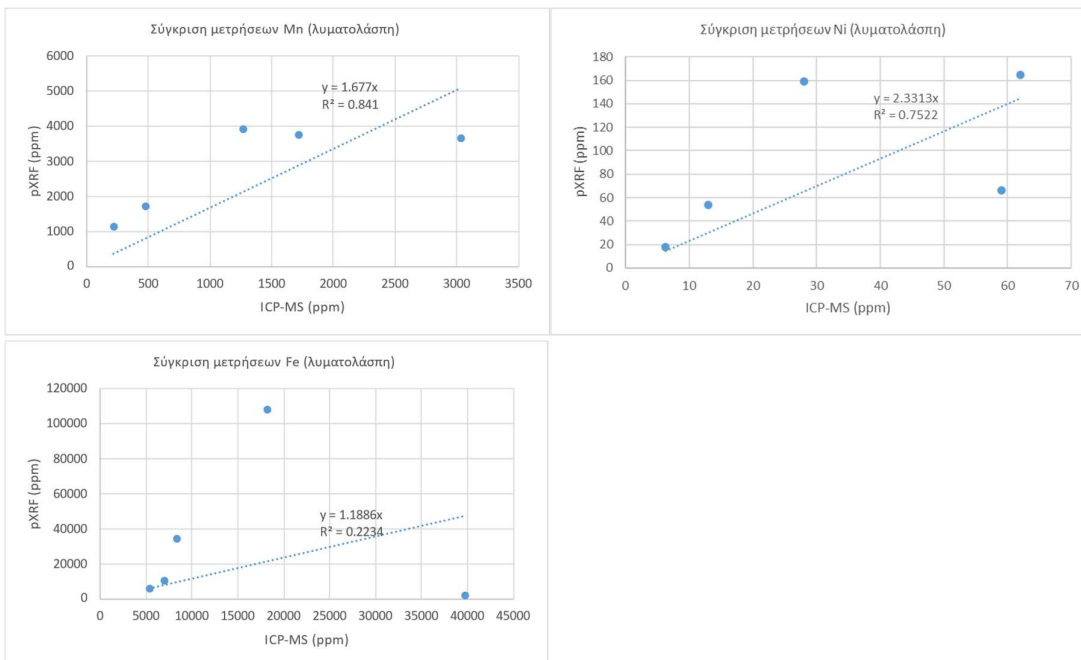 Σύγκριση μετρήσεων Mn (λυματολάσπη)
6000
5000
4000
3000
2000
1000
0
pXRF (ppm)
y = 1.677x
R² = 0.841
0 500 1000 1500 2000 2500 3000 3500
ICP-MS (ppm)
Σύγκριση μετρήσεων Ni (λυματολάσπη)
180
160
140
120
100
80
60
40
20
0
pXRF (ppm)
y = 2.3313x
R² = 0.7522
0 10 20 30 40 50 60 70
ICP-MS (ppm)
Σύγκριση μετρήσεων Fe (λυματολάσπη)
120000
100000
80000
60000
40000
20000
0
pXRF (ppm)
y = 1.1886x
R² = 0.2234
0 5000 10000 15000 20000 25000 30000 35000 40000 45000
ICP-MS (ppm)